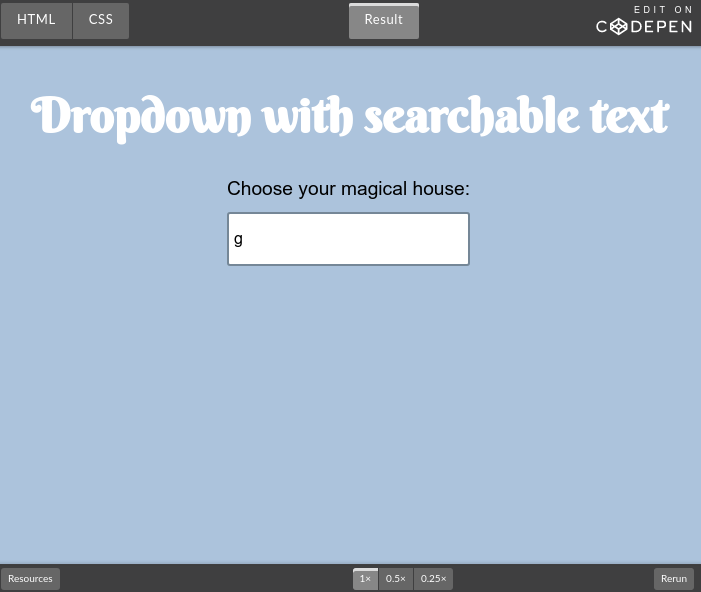 HTML
CSS
Result
EDIT ON
CODEPEN
Dropdown with searchable text
Choose your magical house:
g
Resources
1×
0.5×
0.25×
Rerun